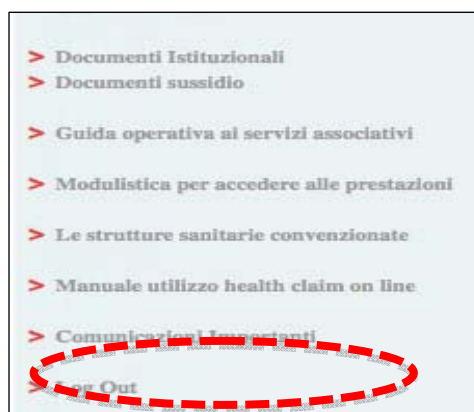 > Documenti Istituzionali
> Documenti sussidio
> Guida operativa ai servizi associativi
> Modulistica per accedere alle prestazioni
> Le strutture sanitarie convenzionate
> Manuale utilizzo health claim on line
> Comunicazioni Importanti
> Log Out